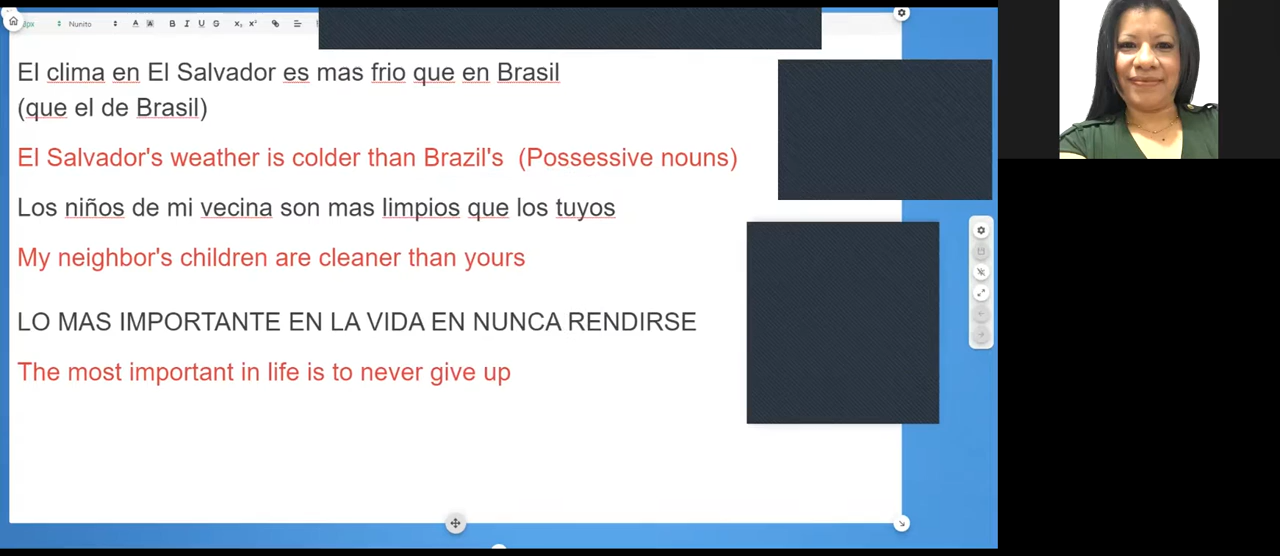 Nunito
El clima en El Salvador es mas frio que en Brasil
(que el de Brasil)
El Salvador's weather is colder than Brazil's (Possessive nouns)
Los niños de mi vecina son mas limpios que los tuyos
My neighbor's children are cleaner than yours
LO MAS IMPORTANTE EN LA VIDA EN NUNCA RENDIRSE
The most important in life is to never give up